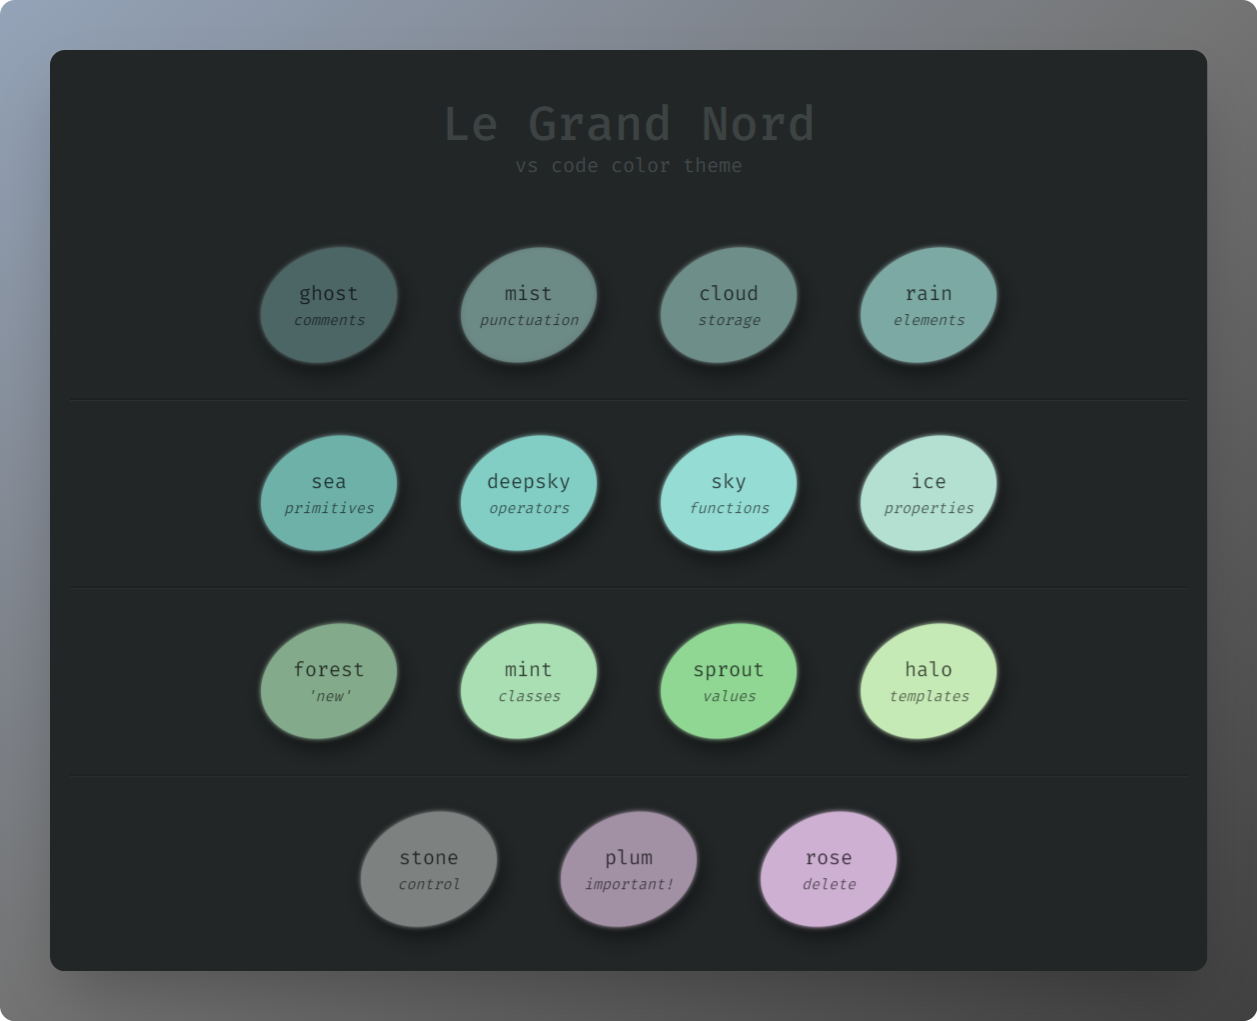 Le Grand Nord
vs code color theme
ghost
comments
mist
punctuation
cloud
storage
rain
elements
sea
primitives
deepsky
operators
sky
functions
ice
properties
forest
'new'
mint
classes
sprout
values
halo
templates
stone
control
plum
important!
rose
delete